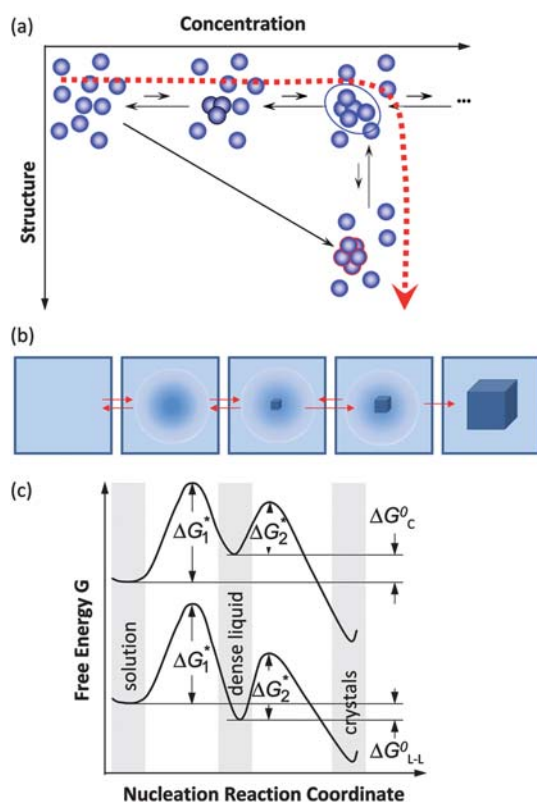 (a)
Concentration
...
Structure
(b)
(c)
Free Energy G
ΔG₁*
ΔG₂*
ΔG⁰C
solution
dense liquid
crystals
ΔG₁*
ΔG₂*
ΔG⁰L-L
Nucleation Reaction Coordinate